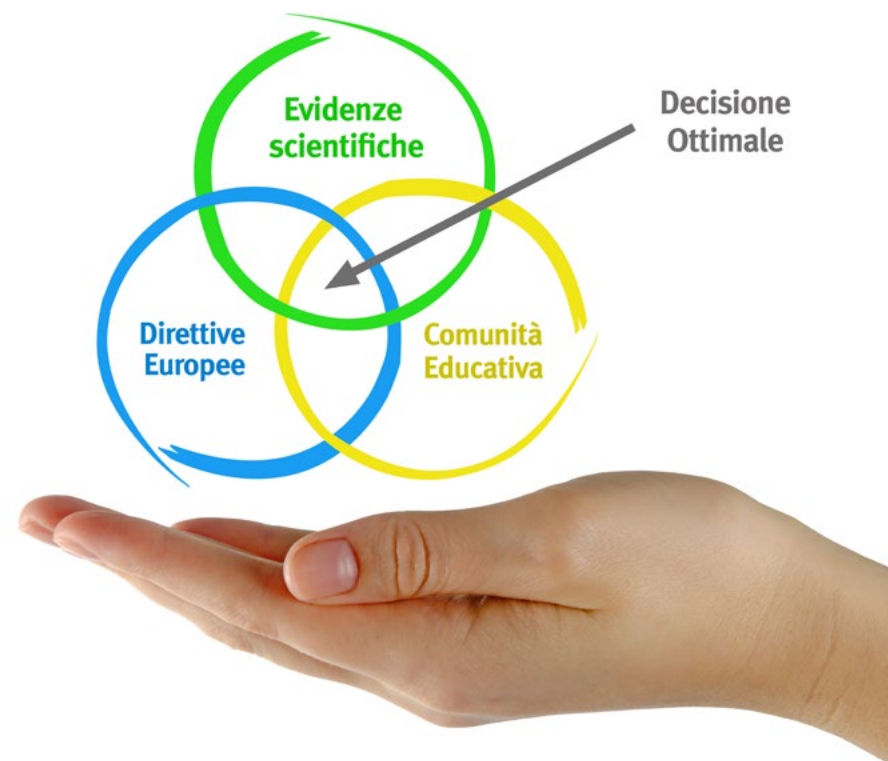 Evidenze
scientifiche
Decisione
Ottimale
Direttive
Europee
Comunità
Educativa